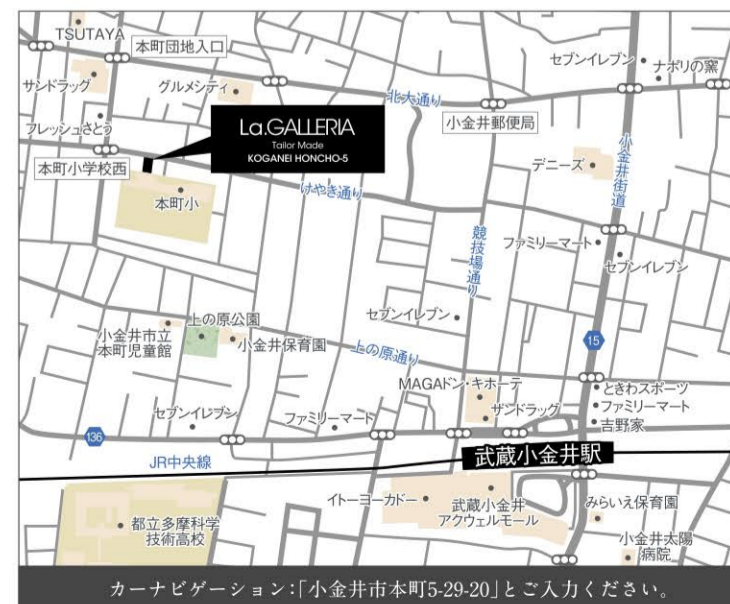 TSUTAYA
本町団地入口
セブンイレブン
ナポリの窯
サンドラッグ
グルメシティ
北大通り
フレッシュさとう
La.GALLERIA
Tailor Made
KOGANEI HONCHO-5
小金井郵便局
小金井街道
本町小学校西
デニーズ
本町小
けやき通り
競技場通り
ファミリーマート
セブンイレブン
上の原公園
小金井市立
本町児童館
小金井保育園
セブンイレブン
上の原通り
15
MAGAドン・キホーテ
ときわスポーツ
セブンイレブン
ファミリーマート
サンドラッグ
ファミリーマート
吉野家
136
JR中央線
武蔵小金井駅
イトーヨーカドー
武蔵小金井
アクウェルモール
みらいえ保育園
都立多摩科学
技術高校
小金井太陽
病院
カーナビゲーション:「小金井市本町5-29-20」とご入力ください。